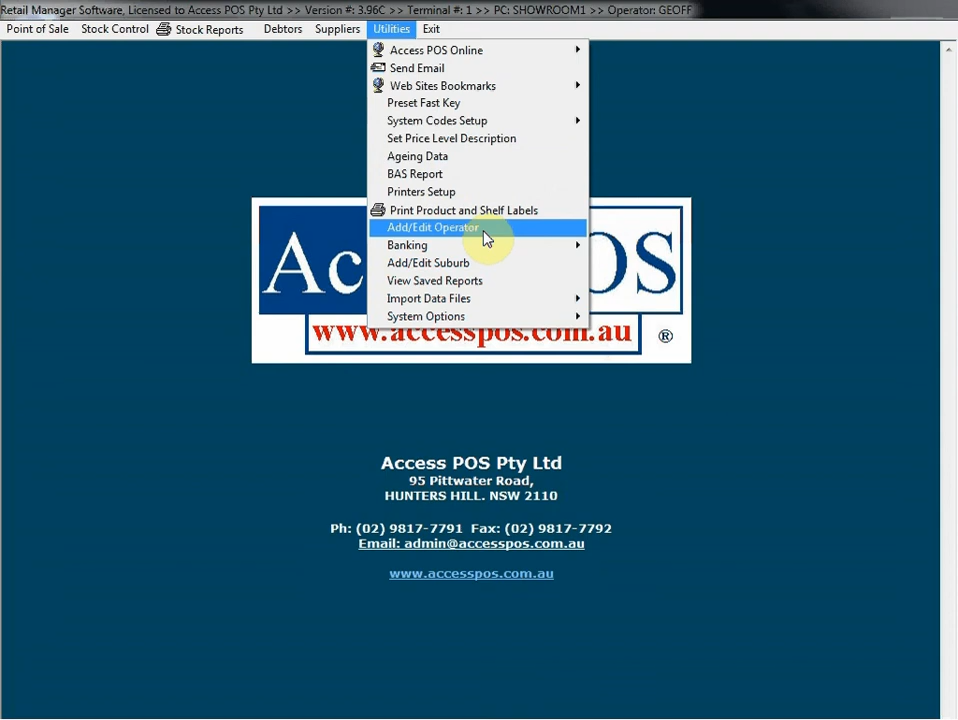 Retail Manager Software, Licensed to Access POS Pty Ltd >> Version #: 3.96C >> Terminal #: 1 >> PC: SHOWROOM1 >> Operator: GEOFF
Point of Sale Stock Control Stock Reports Debtors Suppliers Utilities Exit
Access POS Online
Send Email
Web Sites Bookmarks
Preset Fast Key
System Codes Setup
Set Price Level Description
Ageing Data
BAS Report
Printers Setup
Print Product and Shelf Labels
Add/Edit Operator
Banking
Add/Edit Suburb
View Saved Reports
Import Data Files
System Options
Ac OS
www.accesspos.com.au ®
Access POS Pty Ltd
95 Pittwater Road,
HUNTERS HILL. NSW 2110
Ph: (02) 9817-7791 Fax: (02) 9817-7792
Email: admin@accesspos.com.au
www.accesspos.com.au